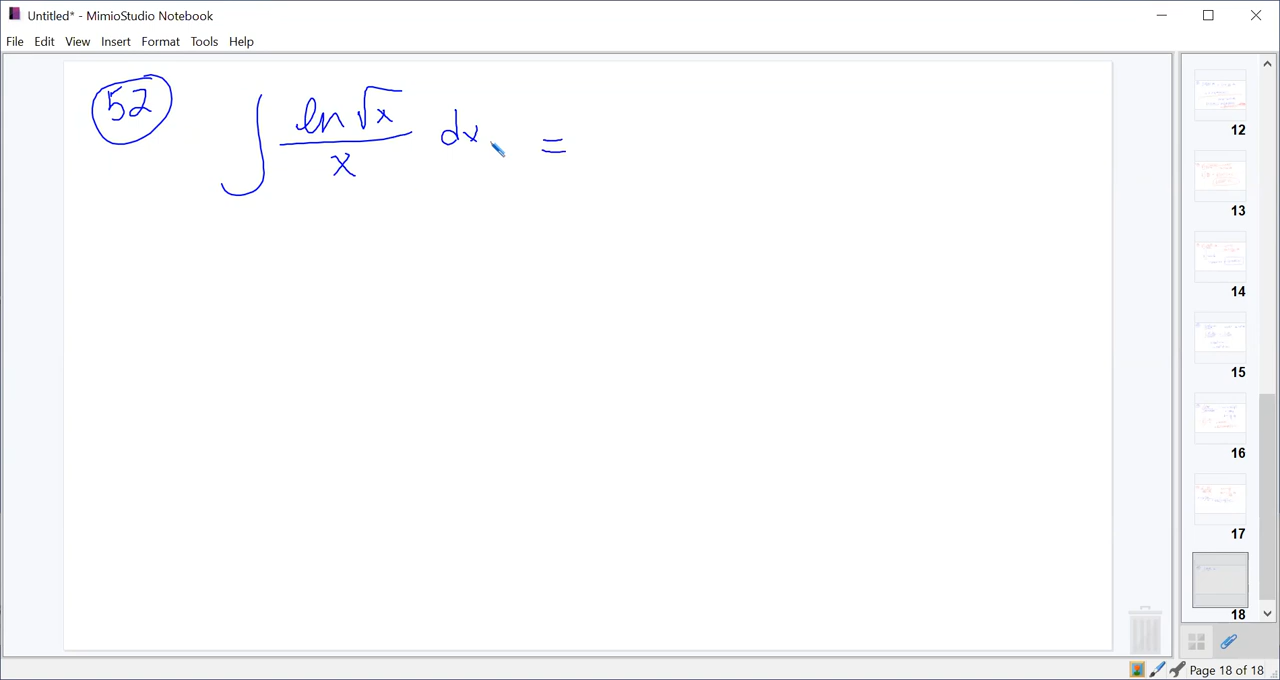 Untitled* - MimioStudio Notebook
File Edit View Insert Format Tools Help
52 ∫ ln √x / x dx =
12
13
14
15
16
17
18
Page 18 of 18